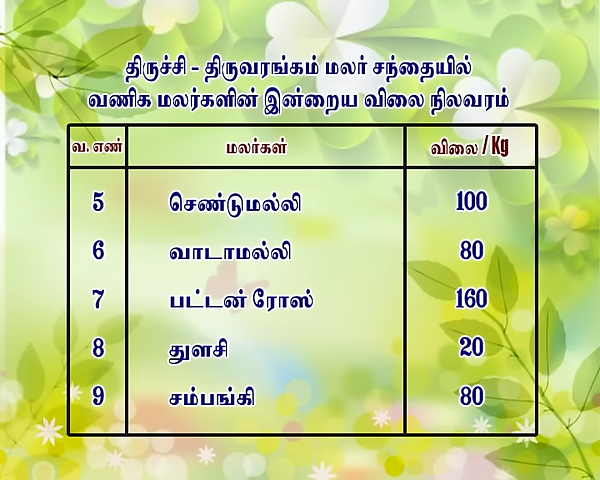 திருச்சி - திருவரங்கம் மலர் சந்தையில்
வணிக மலர்களின் இன்றைய விலை நிலவரம்
வ. எண் மலர்கள் விலை / Kg
5 செண்டுமல்லி 100
6 வாடாமல்லி 80
7 பட்டன் ரோஸ் 160
8 துளசி 20
9 சம்பங்கி 80